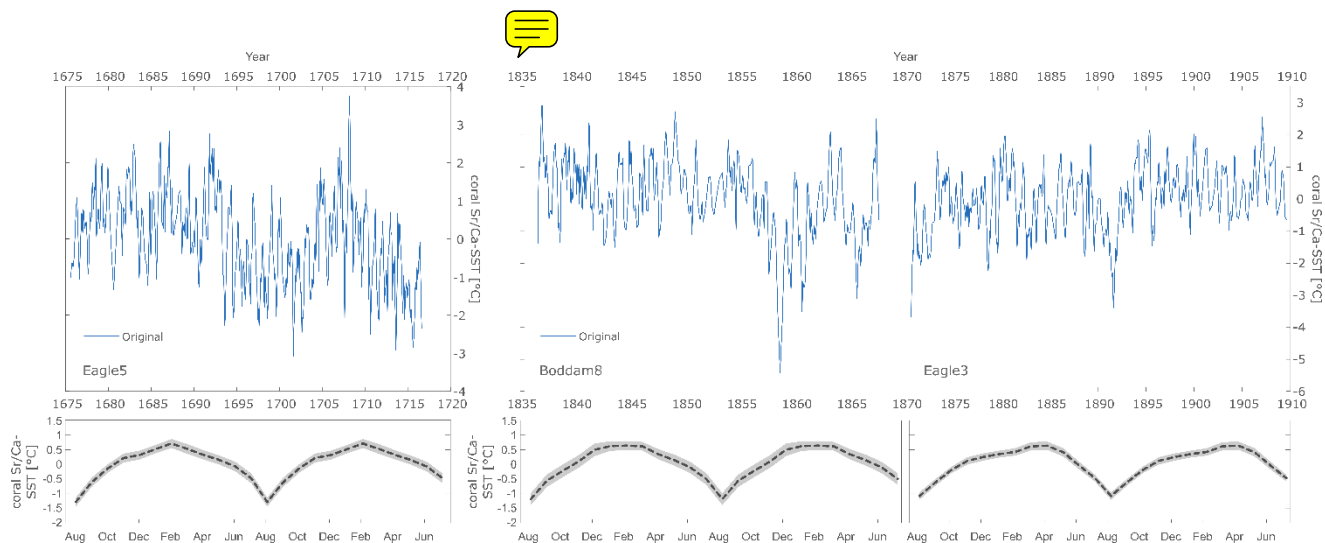 Year
Year
1675 1680 1685 1690 1695 1700 1705 1710 1715 1720
1835 1840 1845 1850 1855 1860 1865 1870 1875 1880 1885 1890 1895 1900 1905 1910
4
3
2
1
0
-1
-2
-3
-4
coral Sr/Ca-SST [°C]
3
2
1
0
-1
-2
-3
-4
-5
-6
coral Sr/Ca-SST [°C]
Original
Original
Eagle5
Boddam8
Eagle3
1675 1680 1685 1690 1695 1700 1705 1710 1715 1720
1835 1840 1845 1850 1855 1860 1865 1870 1875 1880 1885 1890 1895 1900 1905 1910
coral Sr/Ca-
SST [°C]
1.5
1
0.5
0
-0.5
-1
-1.5
-2
coral Sr/Ca-
SST [°C]
1.5
1
0.5
0
-0.5
-1
-1.5
-2
Aug Oct Dec Feb Apr Jun Aug Oct Dec Feb Apr Jun
Aug Oct Dec Feb Apr Jun Aug Oct Dec Feb Apr Jun
Aug Oct Dec Feb Apr Jun Aug Oct Dec Feb Apr Jun